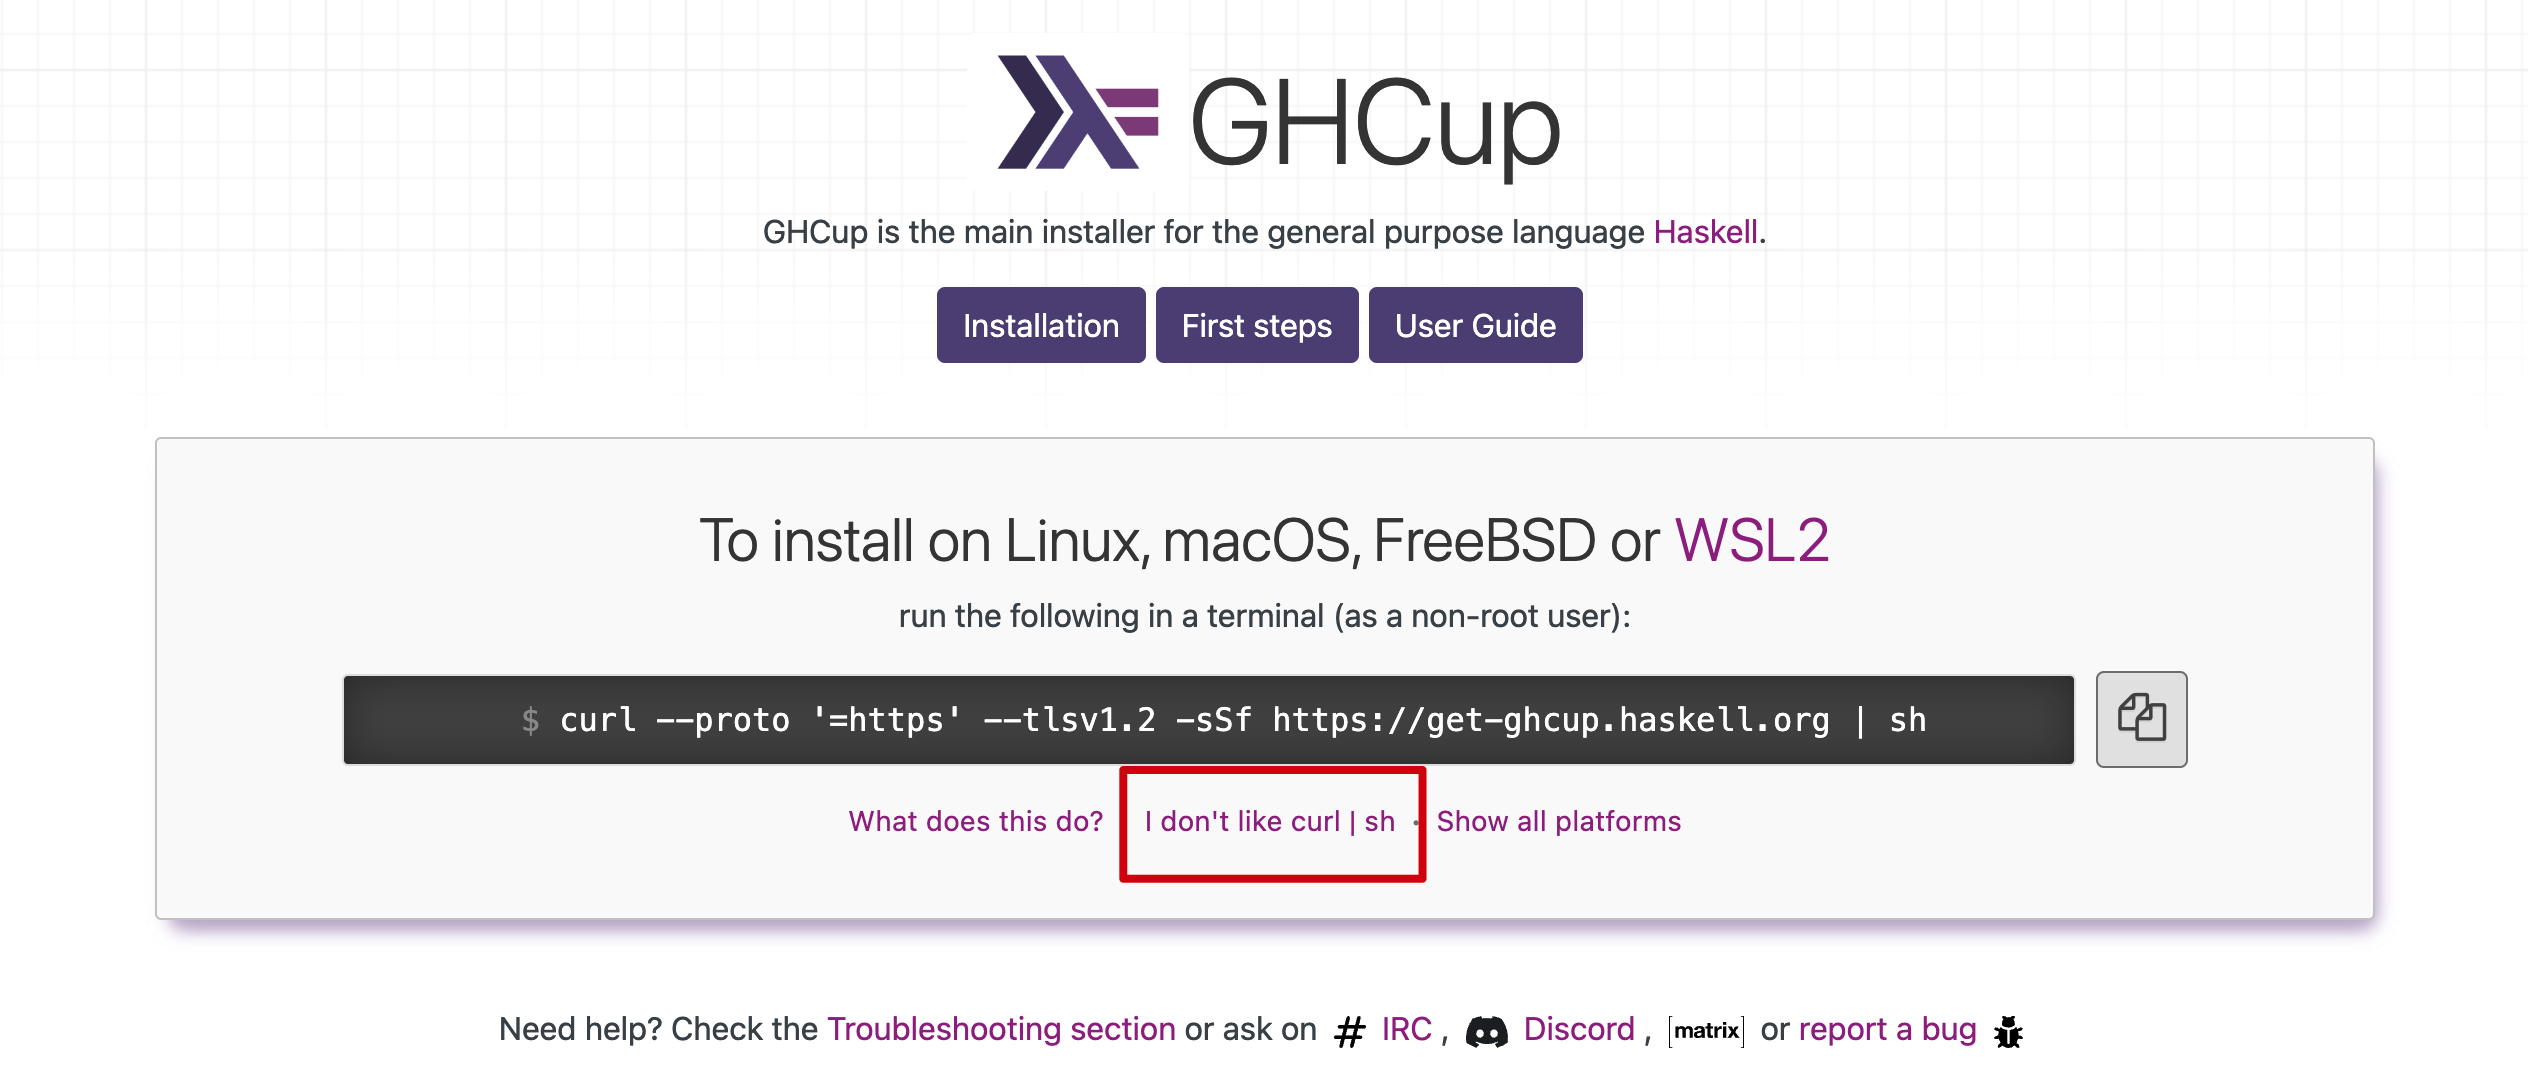 GHCup
GHCup is the main installer for the general purpose language Haskell.
Installation First steps User Guide
To install on Linux, macOS, FreeBSD or WSL2
run the following in a terminal (as a non-root user):
$ curl --proto '=https' --tlsv1.2 -sSf https://get-ghcup.haskell.org | sh
What does this do? I don't like curl | sh · Show all platforms
Need help? Check the Troubleshooting section or ask on # IRC , Discord , [matrix] or report a bug